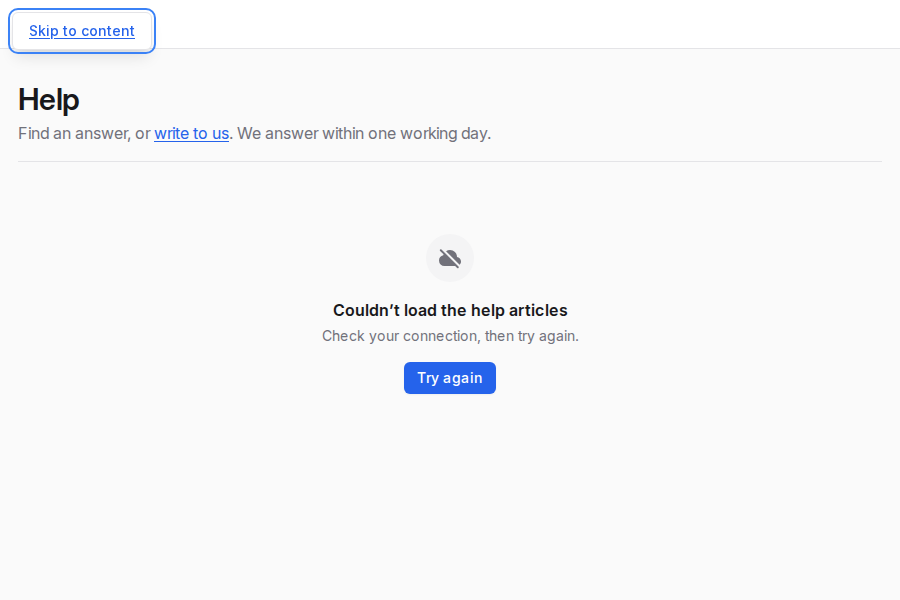 Skip to content
Help
Find an answer, or write to us. We answer within one working day.
Couldn’t load the help articles
Check your connection, then try again.
Try again